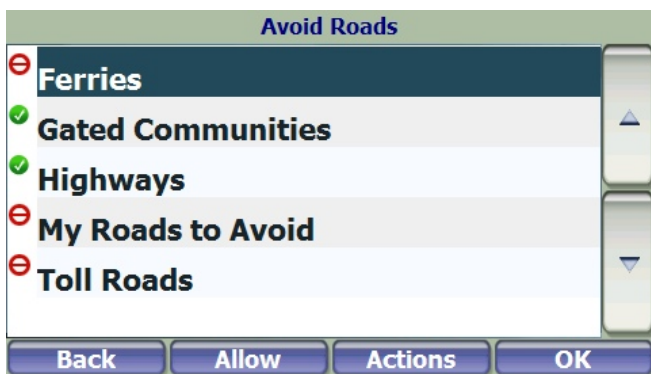 Avoid Roads
Ferries
Gated Communities
Highways
My Roads to Avoid
Toll Roads
Back Allow Actions OK